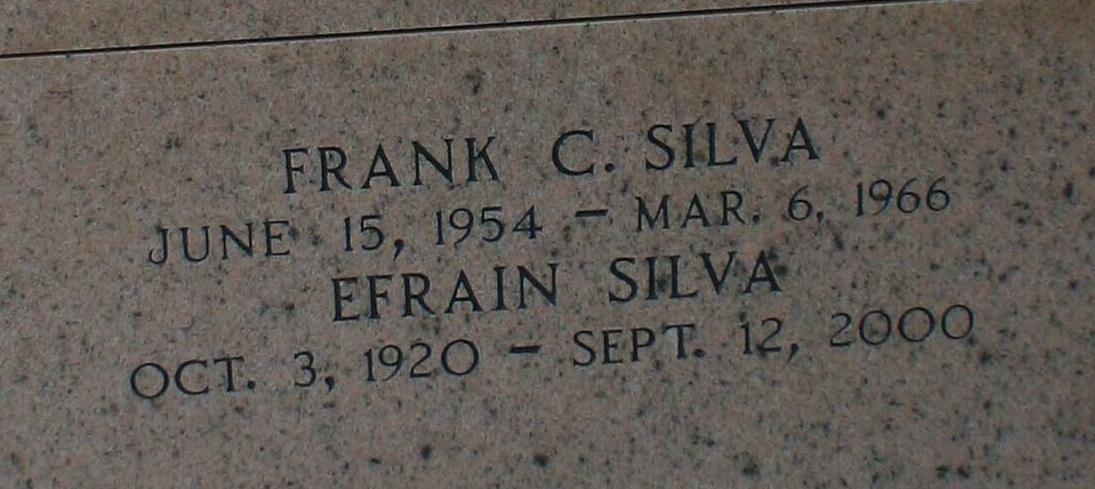 FRANK C. SILVA
JUNE 15, 1954 – MAR. 6, 1966
EFRAIN SILVA
OCT. 3, 1920 – SEPT. 12, 2000